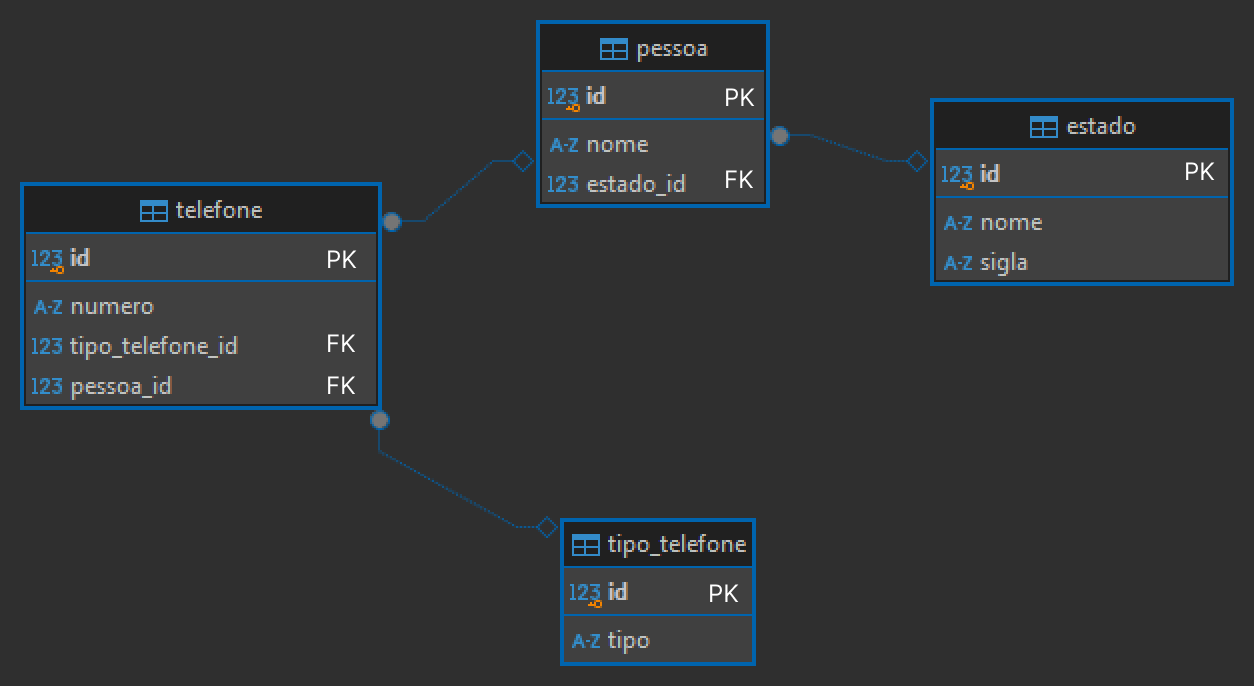 pessoa
123 id PK
A-Z nome
123 estado_id FK
estado
123 id PK
A-Z nome
A-Z sigla
telefone
123 id PK
A-Z numero
123 tipo_telefone_id FK
123 pessoa_id FK
tipo_telefone
123 id PK
A-Z tipo